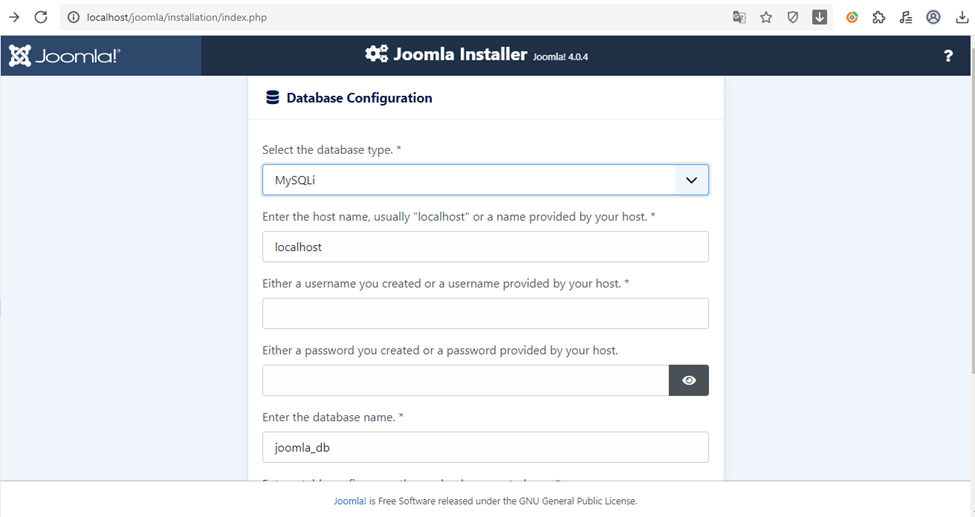 localhost/joomla/installation/index.php
Joomla!®
Joomla Installer Joomla! 4.0.4
?
Database Configuration
Select the database type. *
MySQLi
Enter the host name, usually "localhost" or a name provided by your host. *
localhost
Either a username you created or a username provided by your host. *
Either a password you created or a password provided by your host.
Enter the database name. *
joomla_db
Joomla! is Free Software released under the GNU General Public License.